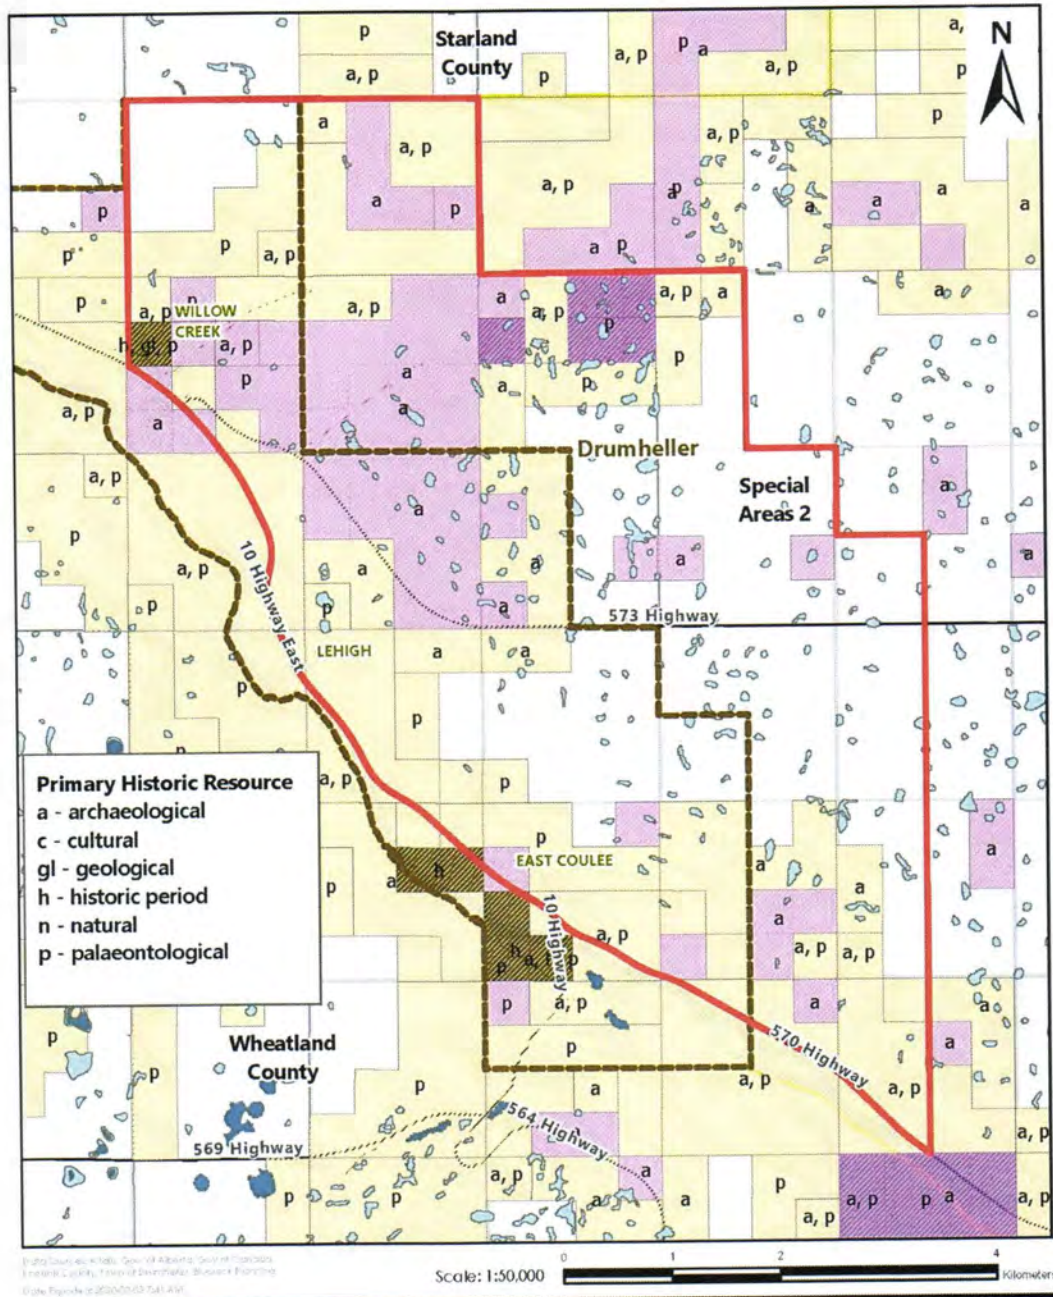 p
Starland
County
a, p
p
a, p
p
a
a, p
a,
p
N
p
a
a, p
a, p
a, p
a
p
a, p
a
a
a
a
p
p
p
a, p
a
p
p
a, p
WILLOW
CREEK
a, p
a
a, p
p
a, p
a
a
h, gl, p
a, p
p
p
a
a
p
a
a, p
a
Drumheller
a, p
p
a
Special
Areas 2
a
a, p
a
a
a
a
p
p
a
573 Highway
10 Highway East
LEHIGH
a
a
p
p
Primary Historic Resource
a - archaeological
c - cultural
gl - geological
h - historic period
n - natural
p - palaeontological
a, p
p
p
EAST COULEE
a
a
h
a
p
a
a
10 Highway
a, p
h
p
a, p
a, p
p
a, p
a
a
p
Wheatland
County
p
p
570 Highway
a
a, p
a, p
p
a
564 Highway
569 Highway
a, p
a
p
p
a, p
a
a
p
a, p
a, p
p
a
a, p
Scale: 1:50,000
0
1
2
4
Kilometers